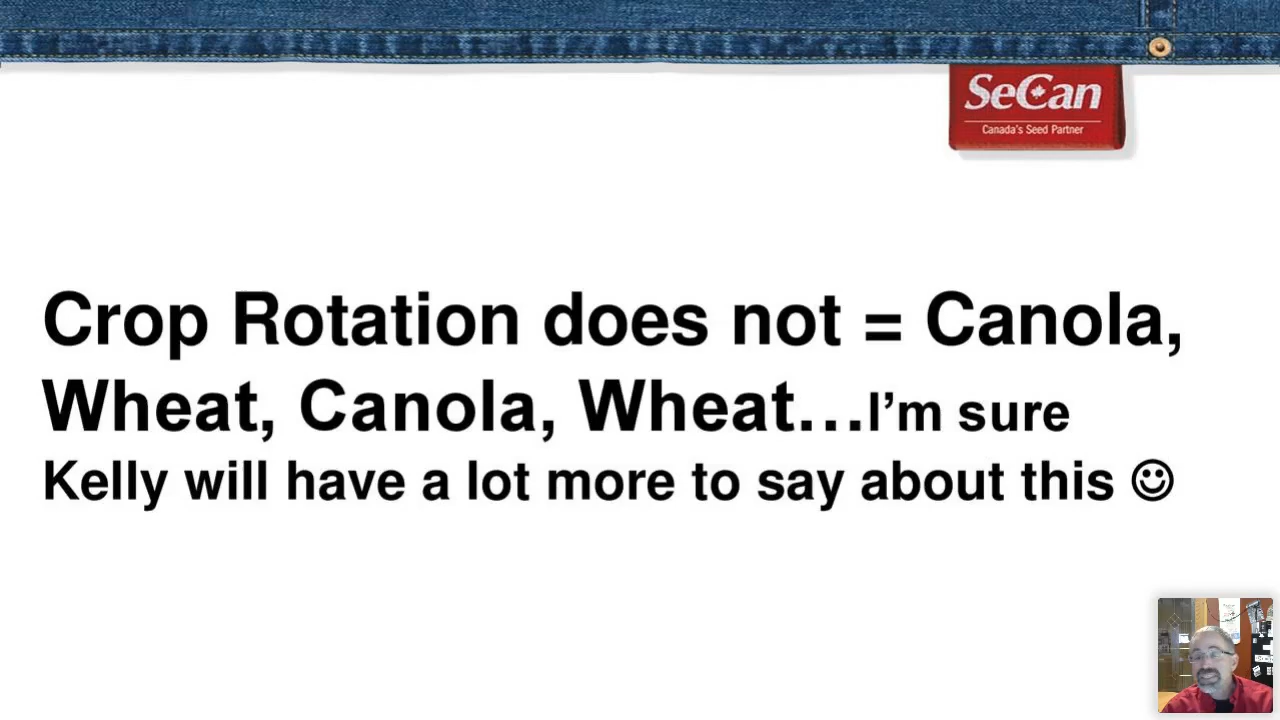 SeCan
Canada's Seed Partner
Crop Rotation does not = Canola,
Wheat, Canola, Wheat…I'm sure
Kelly will have a lot more to say about this ☺